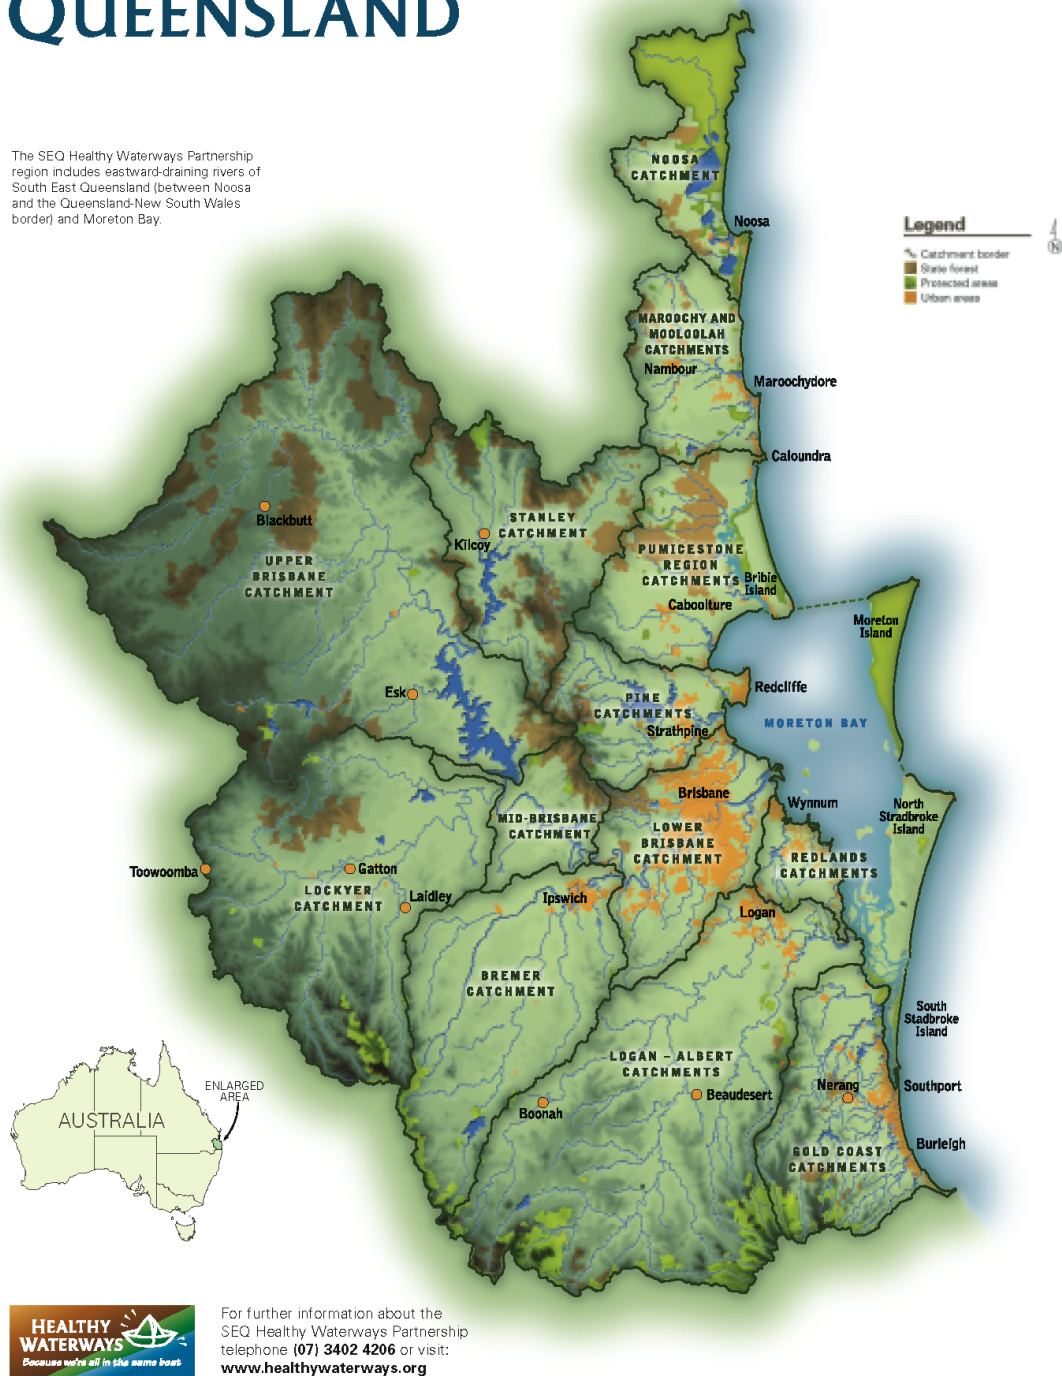 QUEENSLAND
The SEQ Healthy Waterways Partnership
region includes eastward-draining rivers of
South East Queensland (between Noosa
and the Queensland-New South Wales
border) and Moreton Bay.
NOOSA
CATCHMENT
Noosa
Legend
Catchment border
State forest
Protected areas
Urban areas
N
MAROOCHY AND
MOOLOOLAH
CATCHMENTS
Nambour
Maroochydore
Caloundra
Blackbutt
STANLEY
CATCHMENT
Kilcoy
UPPER
BRISBANE
CATCHMENT
PUMICESTONE
REGION
CATCHMENTS
Bribie
Island
Caboolture
Moreton
Island
Esk
Redcliffe
PINE
CATCHMENTS
MORETON BAY
Strathpine
Brisbane
Wynnum
North
Stradbroke
Island
MID-BRISBANE
CATCHMENT
LOWER
BRISBANE
CATCHMENT
REDLANDS
CATCHMENTS
Toowoomba
Gatton
LOCKYER
CATCHMENT
Laidley
Ipswich
Logan
BREMER
CATCHMENT
South
Stadbroke
Island
LOGAN – ALBERT
CATCHMENTS
Nerang
Southport
Beaudesert
Boonah
Burleigh
GOLD COAST
CATCHMENTS
ENLARGED
AREA
AUSTRALIA
HEALTHY
WATERWAYS
Because we're all in the same boat
For further information about the
SEQ Healthy Waterways Partnership
telephone (07) 3402 4206 or visit:
www.healthywaterways.org